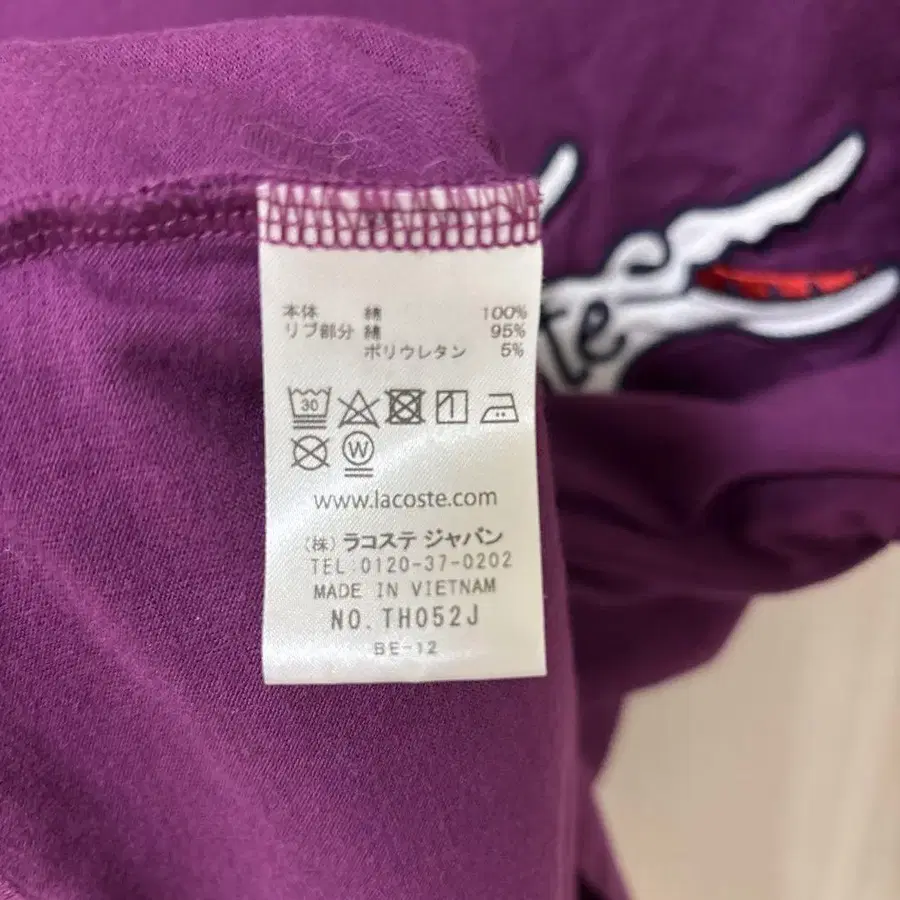 本体 綿 100%
リブ部分 綿 95%
ポリウレタン 5%
30
W
www.lacoste.com
(株) ラコステ ジャパン
TEL:0120-37-0202
MADE IN VIETNAM
NO.TH052J
BE-12
te